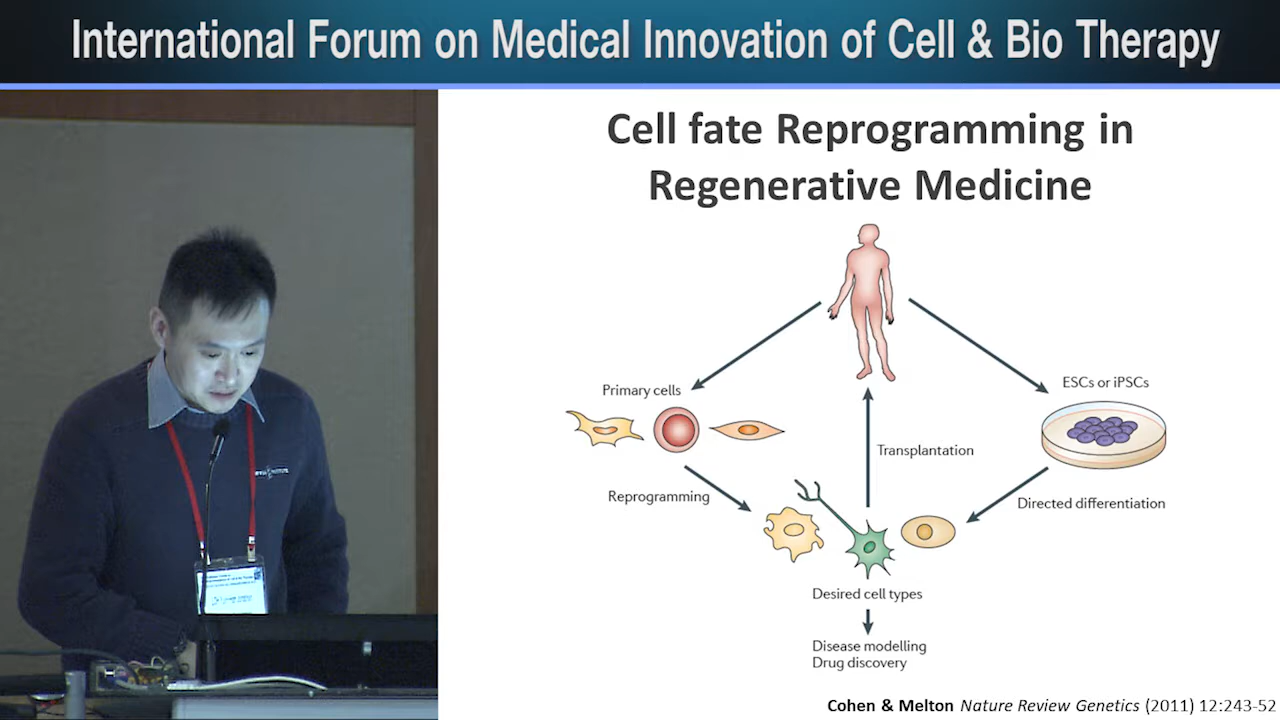 International Forum on Medical Innovation of Cell & Bio Therapy
Cell fate Reprogramming in
Regenerative Medicine
Primary cells
ESCs or iPSCs
Transplantation
Reprogramming
Directed differentiation
Desired cell types
Disease modelling
Drug discovery
Cohen & Melton Nature Review Genetics (2011) 12:243-52